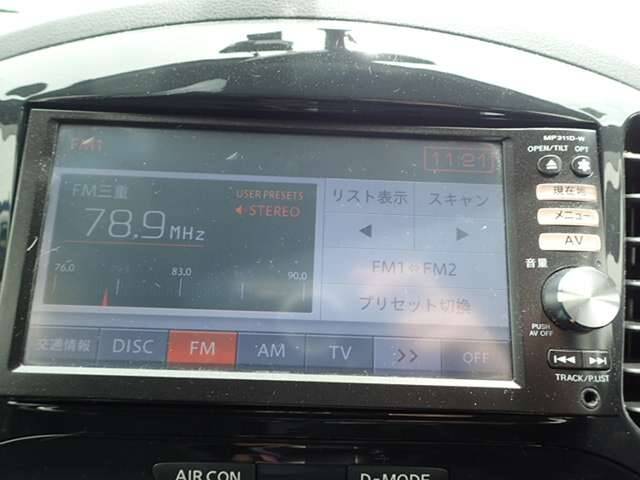 MP311D-W
OPEN/TILT OPT
FM1
11:21
現在地
メニュー
AV
FM三重
USER PRESETS
STEREO
78.9 MHz
76.0 83.0 90.0
リスト表示 スキャン
◀ ▶
FM1⇔FM2
プリセット切換
音量
PUSH
AV OFF
交通情報 DISC FM AM TV >> OFF
TRACK/P.LIST
AIR CON D-MODE